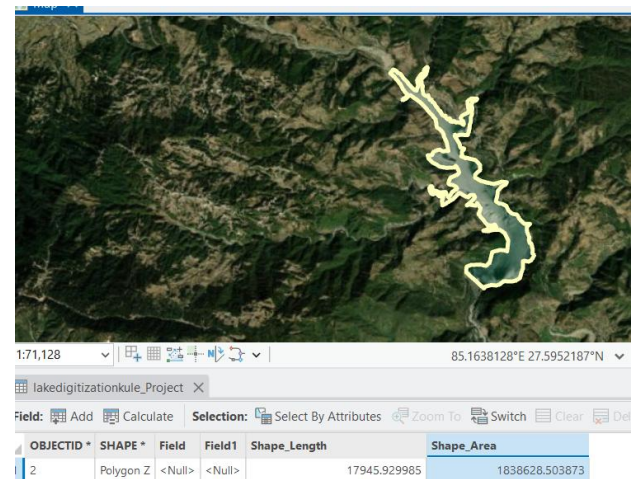 1:71,128 85.1638128°E 27.5952187°N
lakedigitizationkule_Project
Field: Add Calculate Selection: Select By Attributes Zoom To Switch Clear
OBJECTID * SHAPE * Field Field1 Shape_Length Shape_Area
2 Polygon Z <Null> <Null> 17945.929985 1838628.503873